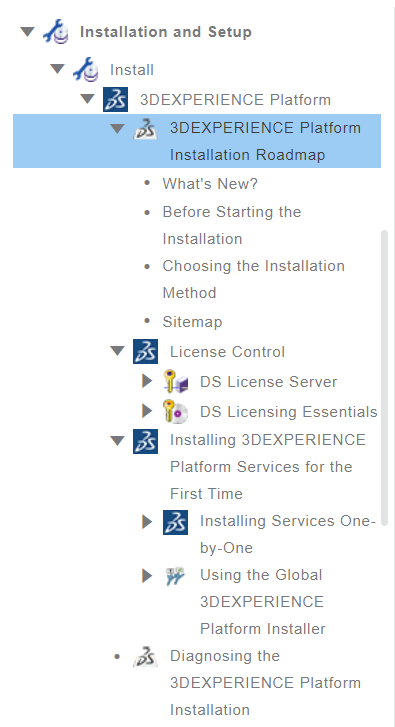 Installation and Setup
Install
3DEXPERIENCE Platform
3DEXPERIENCE Platform
Installation Roadmap
What's New?
Before Starting the
Installation
Choosing the Installation
Method
Sitemap
License Control
DS License Server
DS Licensing Essentials
Installing 3DEXPERIENCE
Platform Services for the
First Time
Installing Services One-
by-One
Using the Global
3DEXPERIENCE
Platform Installer
Diagnosing the
3DEXPERIENCE Platform
Installation